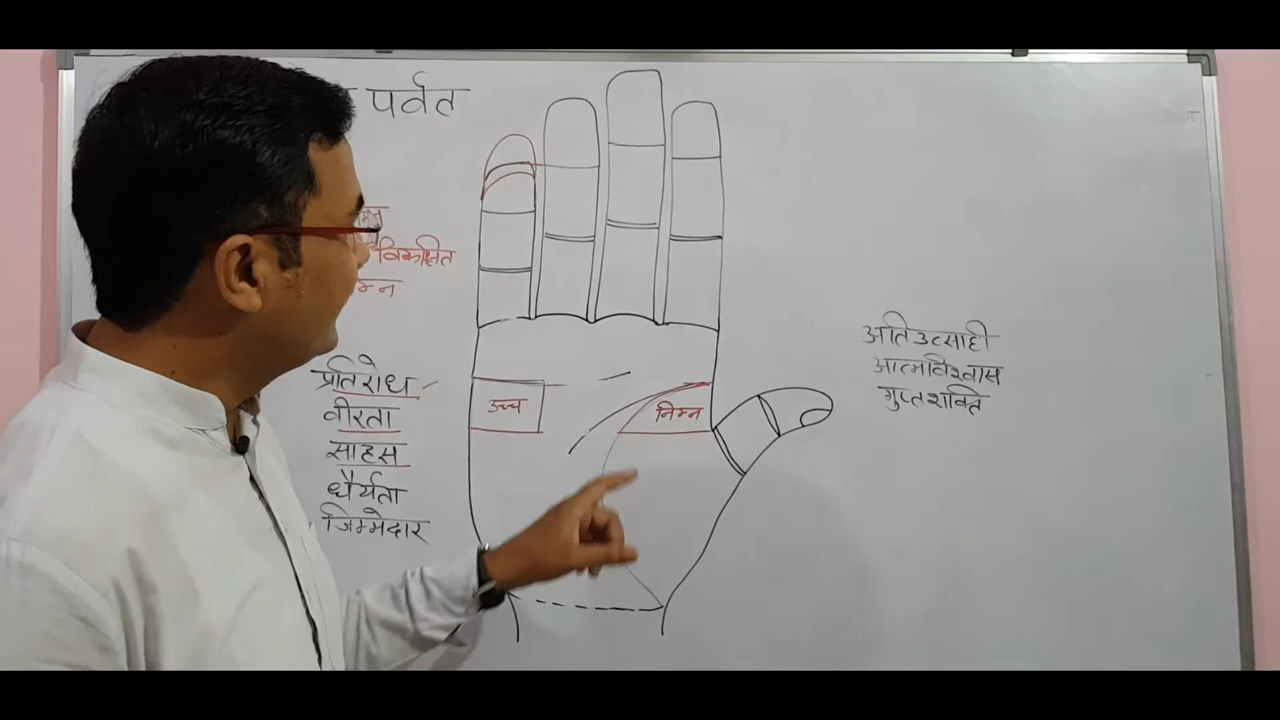 पर्वत
विकसित
प्रतिरोध
वीरता
साहस
धैर्यता
जिम्मेदार
उच्च
निम्न
अतिउत्साही
आत्मविश्वास
गुप्तशक्ति